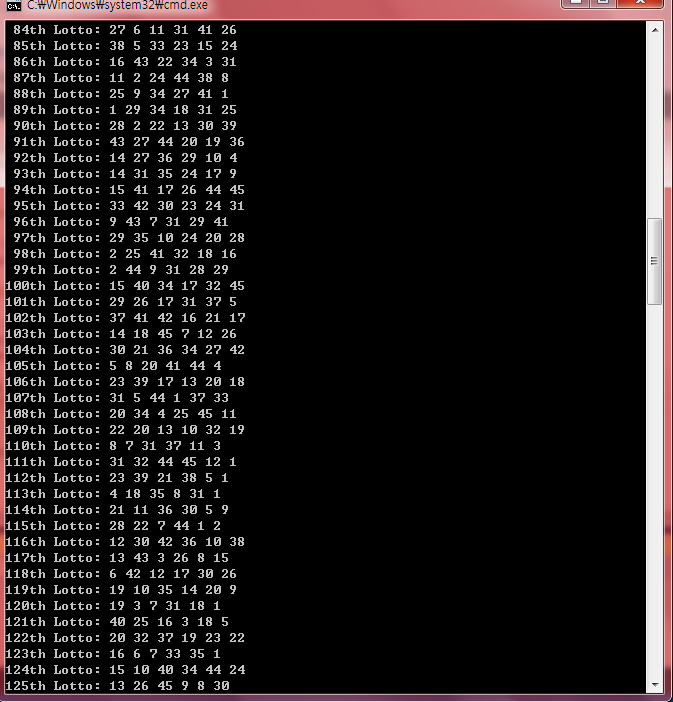 C:₩Windows₩system32₩cmd.exe
84th Lotto: 27 6 11 31 41 26
85th Lotto: 38 5 33 23 15 24
86th Lotto: 16 43 22 34 3 31
87th Lotto: 11 2 24 44 38 8
88th Lotto: 25 9 34 27 41 1
89th Lotto: 1 29 34 18 31 25
90th Lotto: 28 2 22 13 30 39
91th Lotto: 43 27 44 20 19 36
92th Lotto: 14 27 36 29 10 4
93th Lotto: 14 31 35 24 17 9
94th Lotto: 15 41 17 26 44 45
95th Lotto: 33 42 30 23 24 31
96th Lotto: 9 43 7 31 29 41
97th Lotto: 29 35 10 24 20 28
98th Lotto: 2 25 41 32 18 16
99th Lotto: 2 44 9 31 28 29
100th Lotto: 15 40 34 17 32 45
101th Lotto: 29 26 17 31 37 5
102th Lotto: 37 41 42 16 21 17
103th Lotto: 14 18 45 7 12 26
104th Lotto: 30 21 36 34 27 42
105th Lotto: 5 8 20 41 44 4
106th Lotto: 23 39 17 13 20 18
107th Lotto: 31 5 44 1 37 33
108th Lotto: 20 34 4 25 45 11
109th Lotto: 22 20 13 10 32 19
110th Lotto: 8 7 31 37 11 3
111th Lotto: 31 32 44 45 12 1
112th Lotto: 23 39 21 38 5 1
113th Lotto: 4 18 35 8 31 1
114th Lotto: 21 11 36 30 5 9
115th Lotto: 28 22 7 44 1 2
116th Lotto: 12 30 42 36 10 38
117th Lotto: 13 43 3 26 8 15
118th Lotto: 6 42 12 17 30 26
119th Lotto: 19 10 35 14 20 9
120th Lotto: 19 3 7 31 18 1
121th Lotto: 40 25 16 3 18 5
122th Lotto: 20 32 37 19 23 22
123th Lotto: 16 6 7 33 35 1
124th Lotto: 15 10 40 34 44 24
125th Lotto: 13 26 45 9 8 30